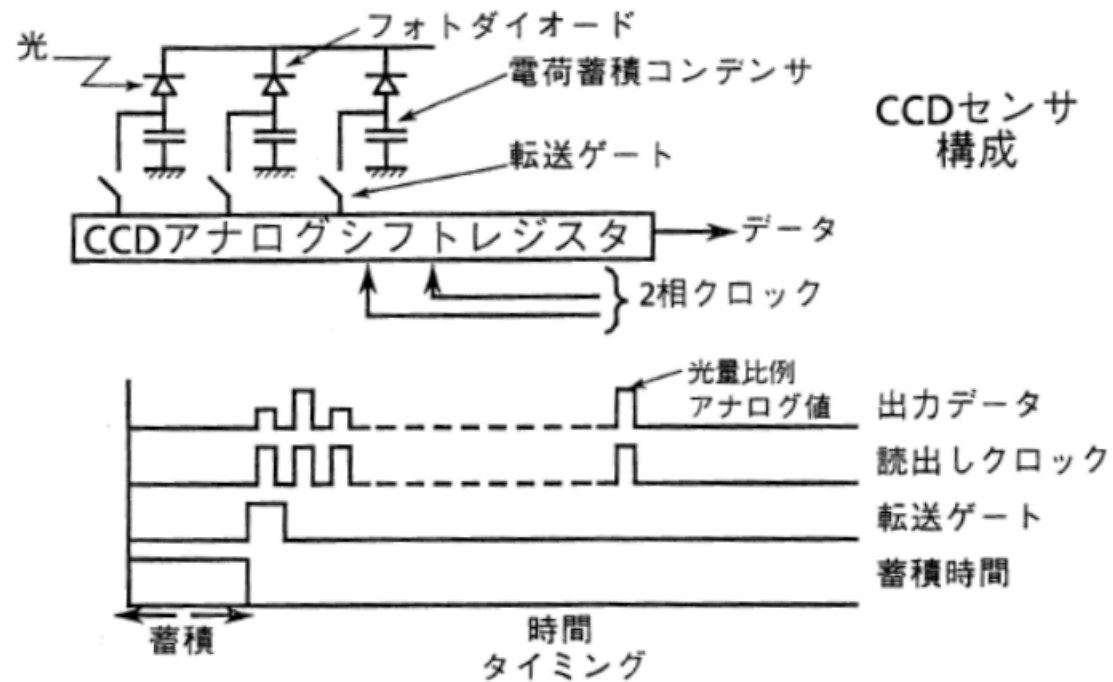 フォトダイオード
光
電荷蓄積コンデンサ
CCDセンサ
構成
転送ゲート
CCDアナログシフトレジスタ
データ
2相クロック
光量比例
アナログ値
出力データ
読出しクロック
転送ゲート
蓄積時間
蓄積
時間
タイミング